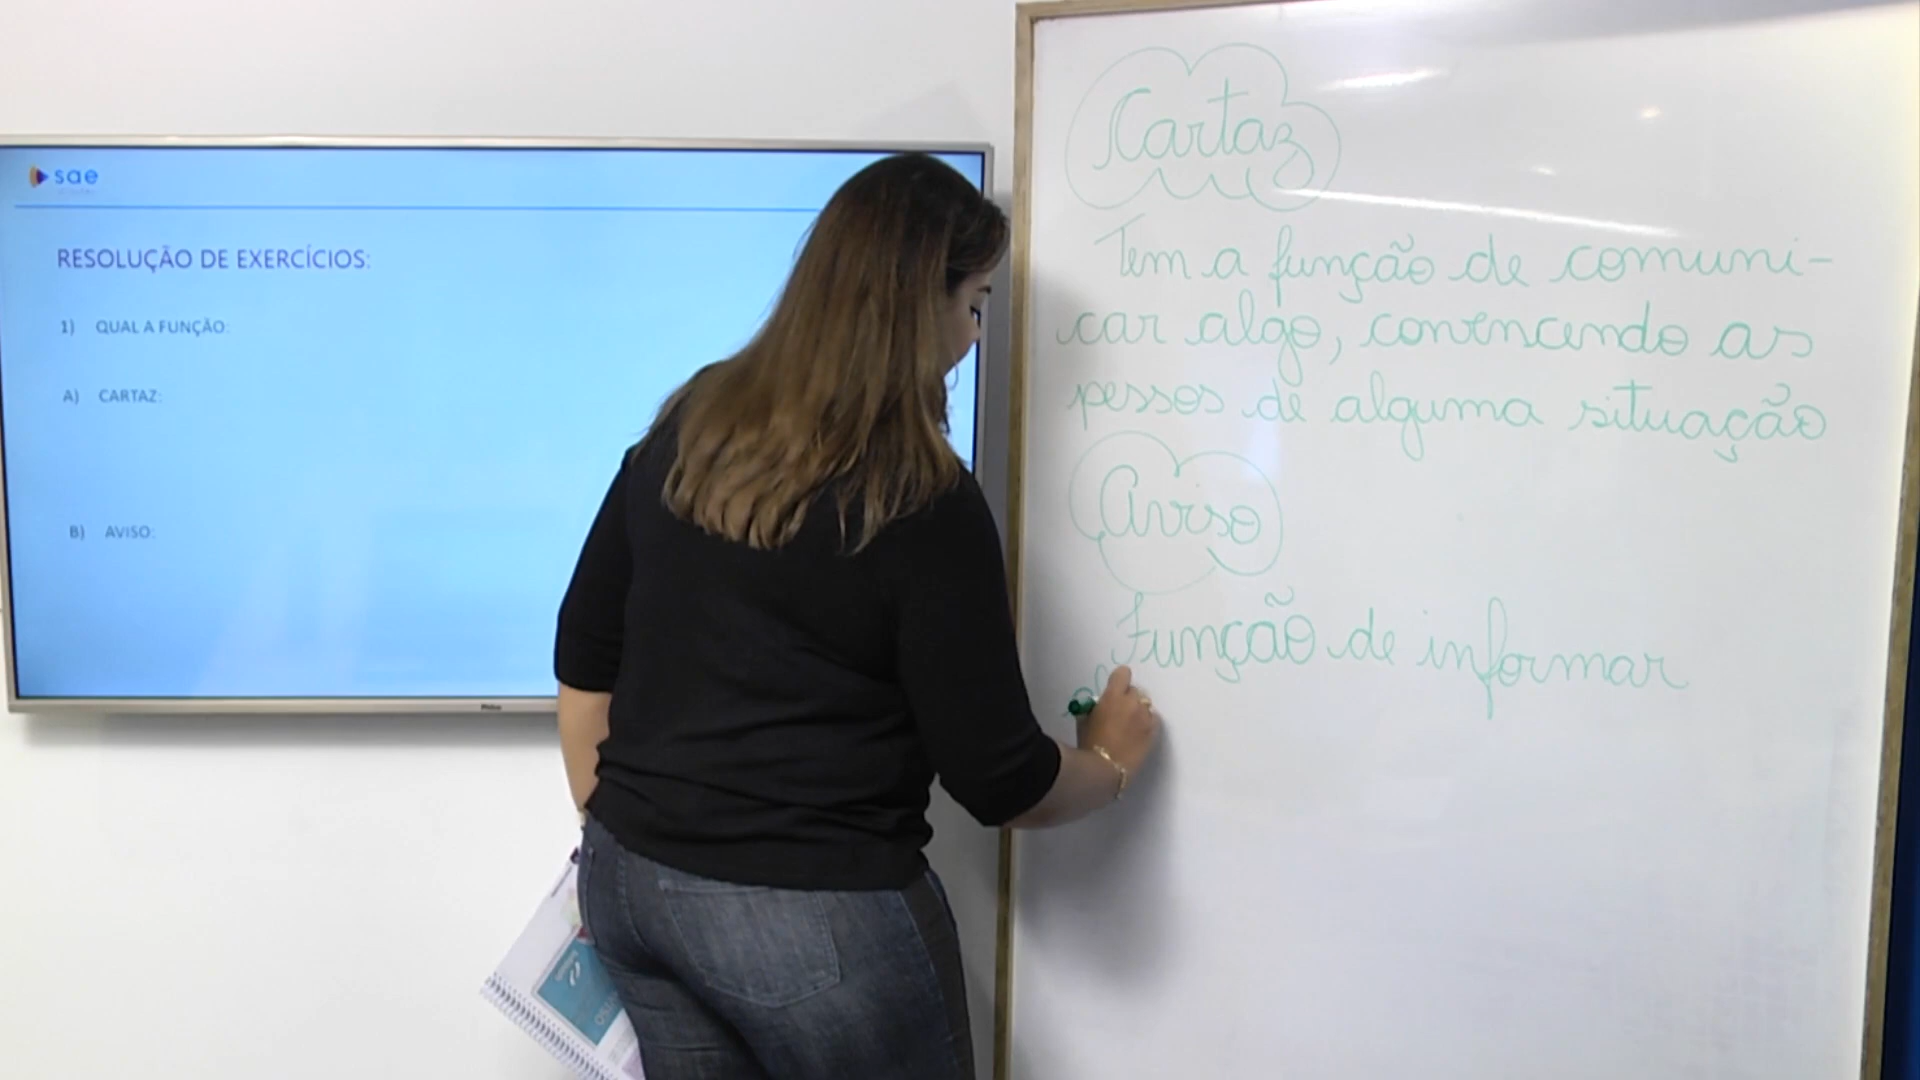 sae
RESOLUÇÃO DE EXERCÍCIOS:
1) QUAL A FUNÇÃO:
A) CARTAZ:
B) AVISO:
Cartaz
Tem a função de comuni-
car algo, convencendo as
pessos de alguma situação
Aviso
Função de informar